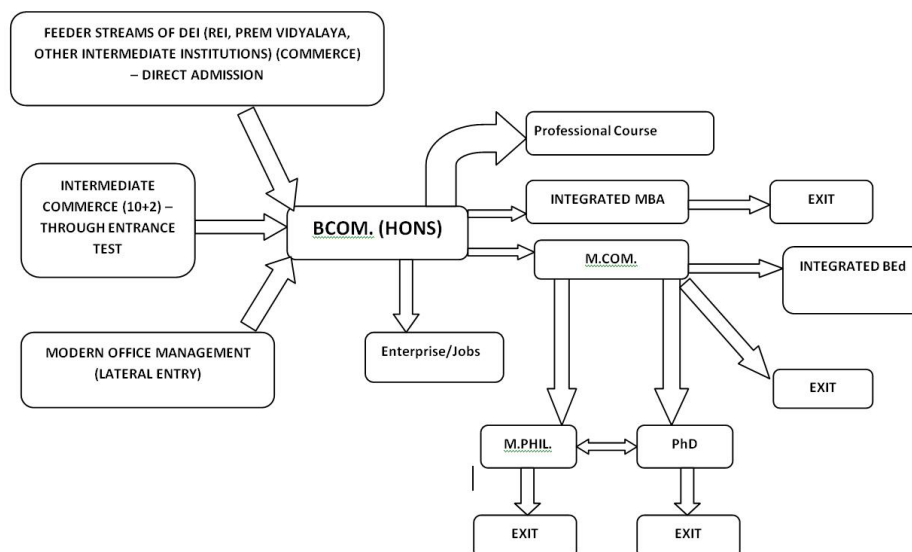 FEEDER STREAMS OF DEI (REI, PREM VIDYALAYA,
OTHER INTERMEDIATE INSTITUTIONS) (COMMERCE)
– DIRECT ADMISSION
Professional Course
INTERMEDIATE
COMMERCE (10+2) –
THROUGH ENTRANCE
TEST
INTEGRATED MBA
EXIT
BCOM. (HONS)
M.COM.
INTEGRATED BEd
MODERN OFFICE MANAGEMENT
(LATERAL ENTRY)
Enterprise/Jobs
EXIT
M.PHIL.
PhD
EXIT
EXIT